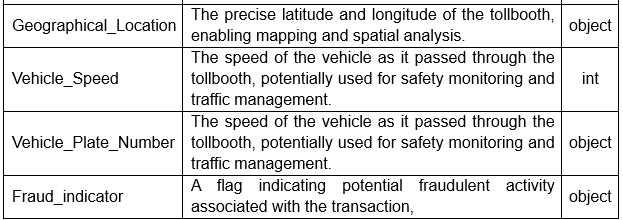 Geographical_Location
The precise latitude and longitude of the tollbooth,
enabling mapping and spatial analysis.
object
Vehicle_Speed
The speed of the vehicle as it passed through the
tollbooth, potentially used for safety monitoring and
traffic management.
int
Vehicle_Plate_Number
The speed of the vehicle as it passed through the
tollbooth, potentially used for safety monitoring and
traffic management.
object
Fraud_indicator
A flag indicating potential fraudulent activity
associated with the transaction,
object